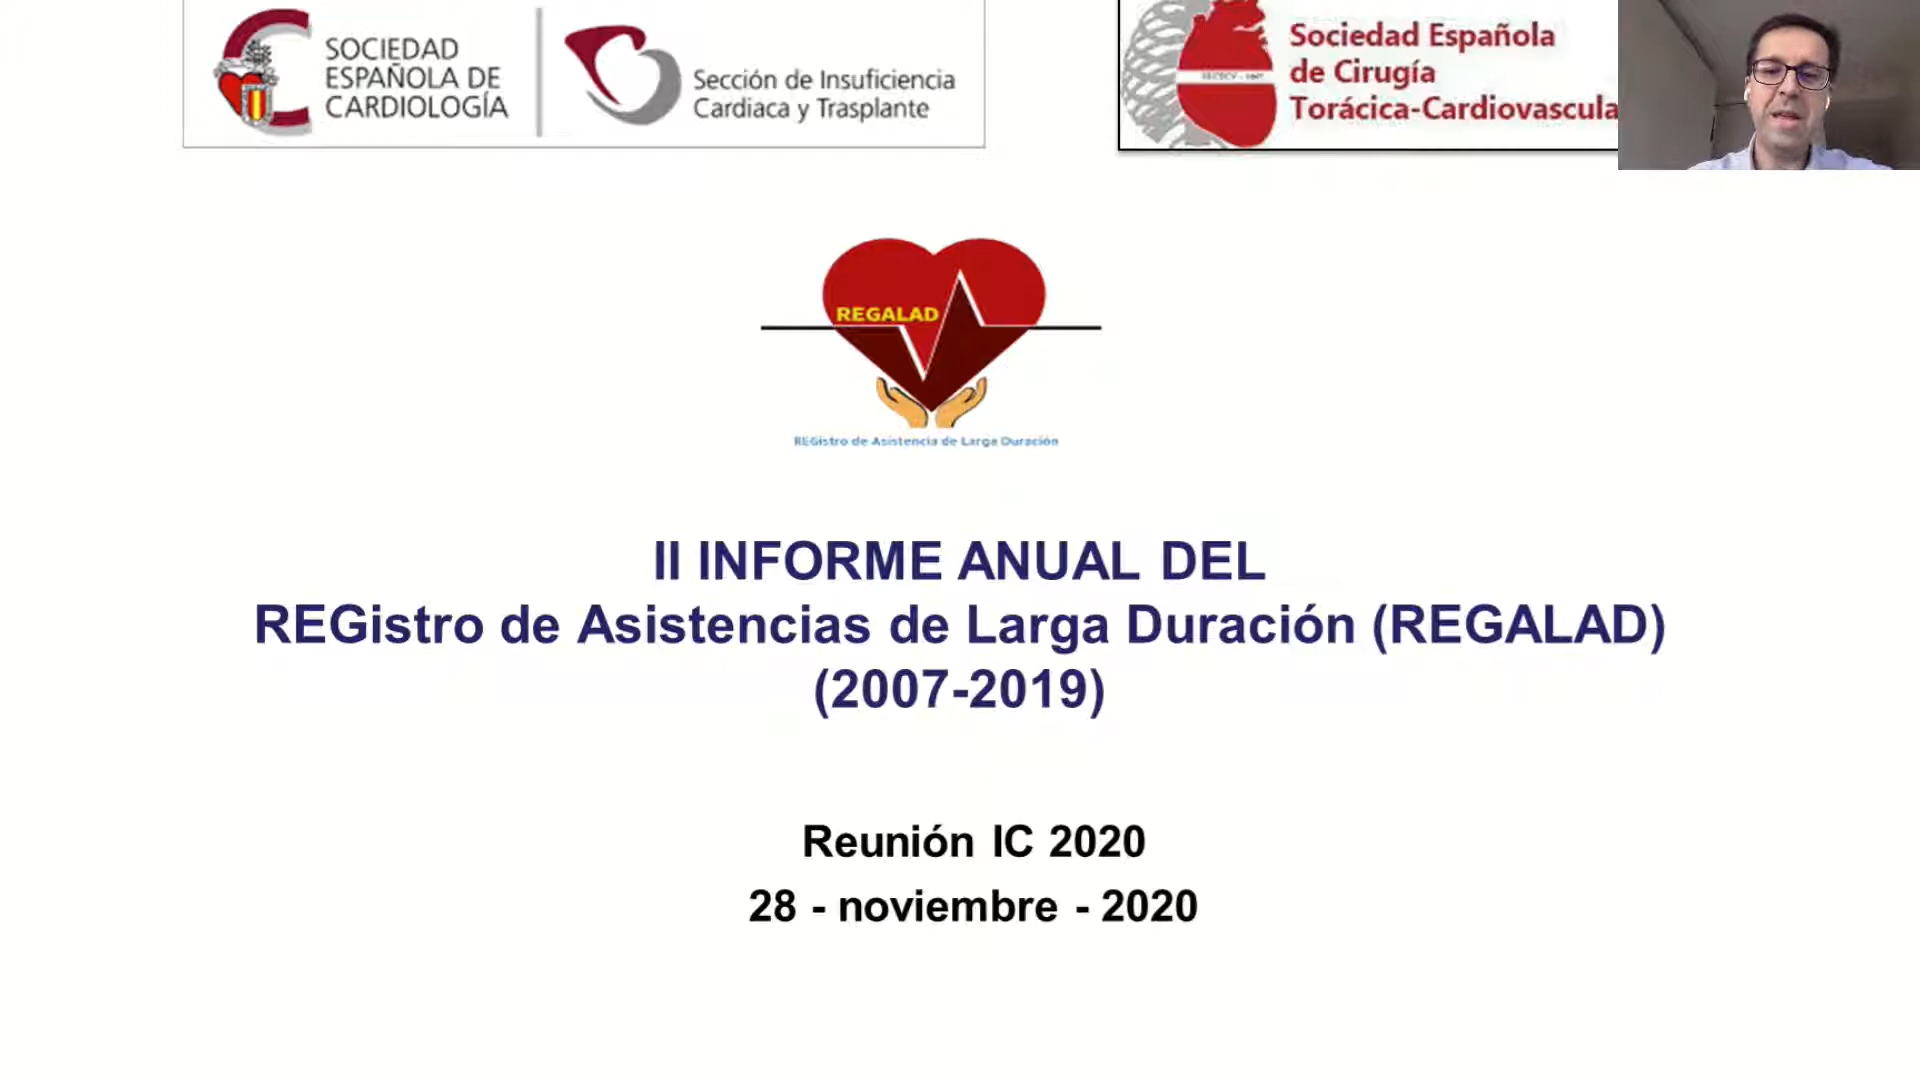 SOCIEDAD
ESPAÑOLA DE
CARDIOLOGÍA
Sección de Insuficiencia
Cardiaca y Trasplante
Sociedad Española
de Cirugía
Torácica-Cardiovascula
REGALAD
REGistro de Asistencia de Larga Duración
II INFORME ANUAL DEL
REGistro de Asistencias de Larga Duración (REGALAD)
(2007-2019)
Reunión IC 2020
28 - noviembre - 2020